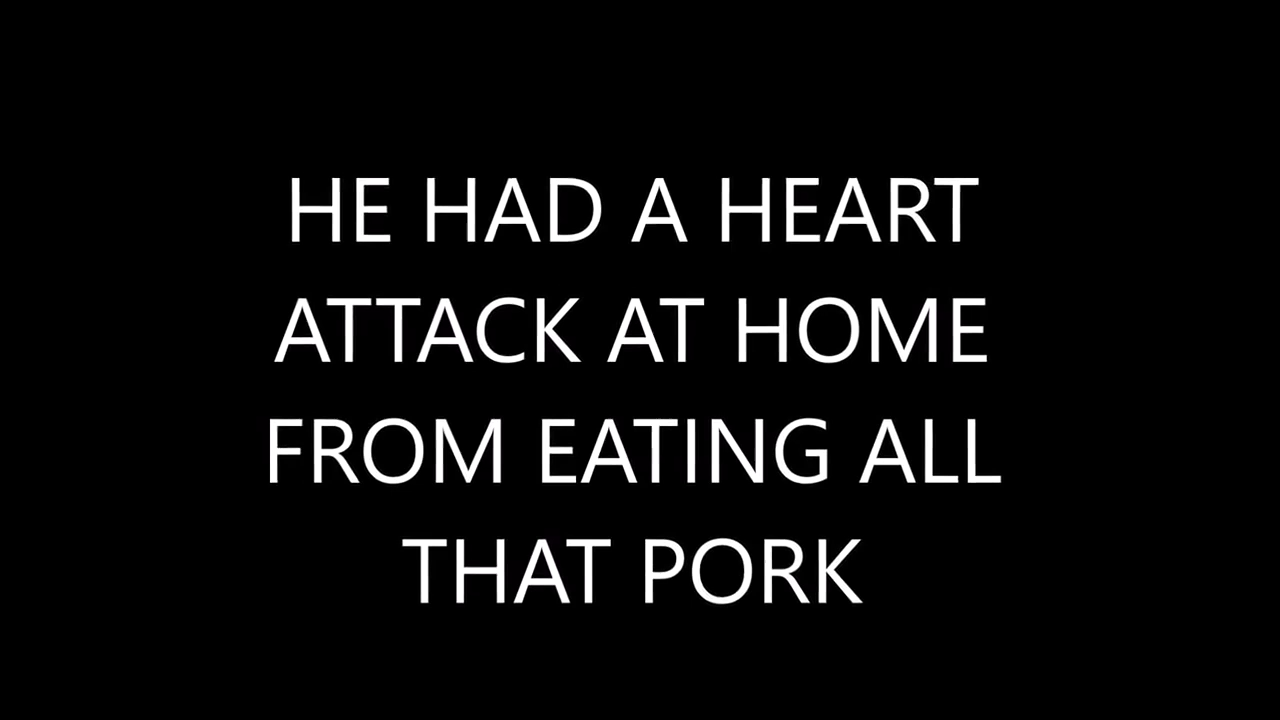 HE HAD A HEART
ATTACK AT HOME
FROM EATING ALL
THAT PORK